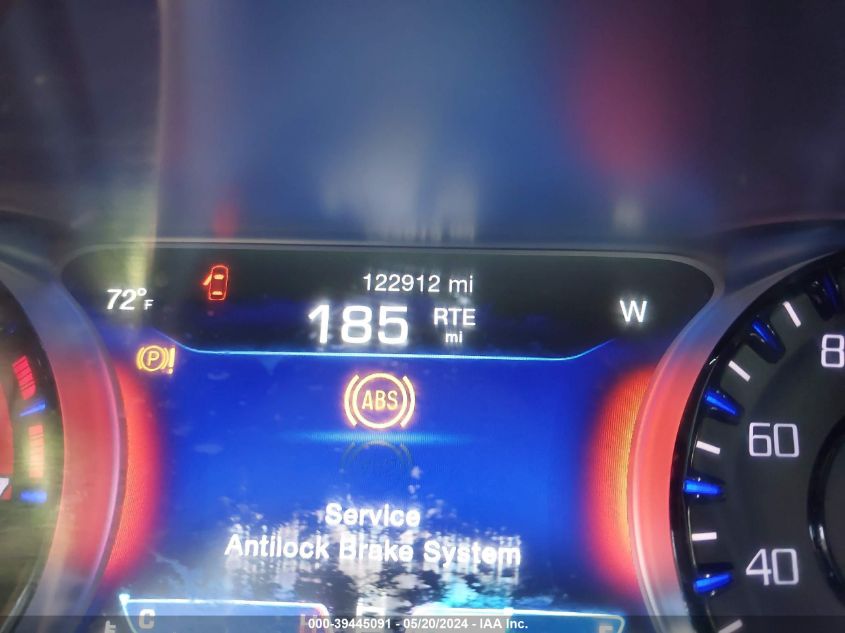 122912 mi
72°F
185 RTE mi
W
P!
ABS
80
60
40
Service
Antilock Brake System
C H
E F
000-39445091 - 05/20/2024 - IAA Inc.